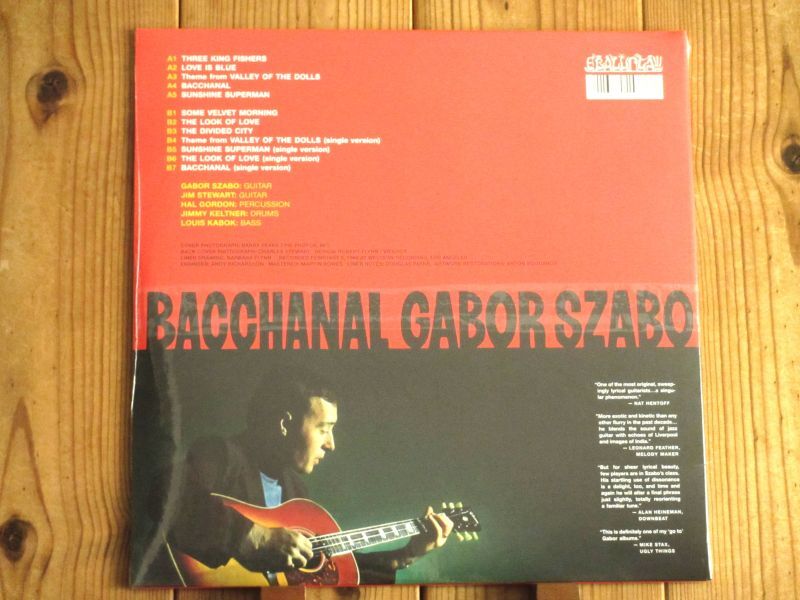 A1 THREE KING FISHERS
A2 LOVE IS BLUE
A3 Theme from VALLEY OF THE DOLLS
A4 BACCHANAL
A5 SUNSHINE SUPERMAN
B1 SOME VELVET MORNING
B2 THE LOOK OF LOVE
B3 THE DIVIDED CITY
B4 Theme from VALLEY OF THE DOLLS (single version)
B5 SUNSHINE SUPERMAN (single version)
B6 THE LOOK OF LOVE (single version)
B7 BACCHANAL (single version)
GABOR SZABO: GUITAR
JIM STEWART: GUITAR
HAL GORDON: PERCUSSION
JIMMY KELTNER: DRUMS
LOUIS KABOK: BASS
BACCHANAL GABOR SZABO
"One of the most original, sweep-
ingly lyrical guitarists...a singu-
lar phenomenon."
— NAT HENTOFF
"More exotic and kinetic than any
other flurry in the past decade...
he blends the sound of jazz
guitar with echoes of Liverpool
and images of India."
— LEONARD FEATHER,
MELODY MAKER
"But for sheer lyrical beauty,
few players are in Szabo's class.
His startling use of dissonance
is a delight, too, and time and
again he will after a final phrase
just slightly, totally reorienting
a familiar tune."
— ALAN HEINEMAN,
DOWNBEAT
"This is definitely one of my 'go to'
Gabor albums."
— MIKE STAX,
UGLY THINGS